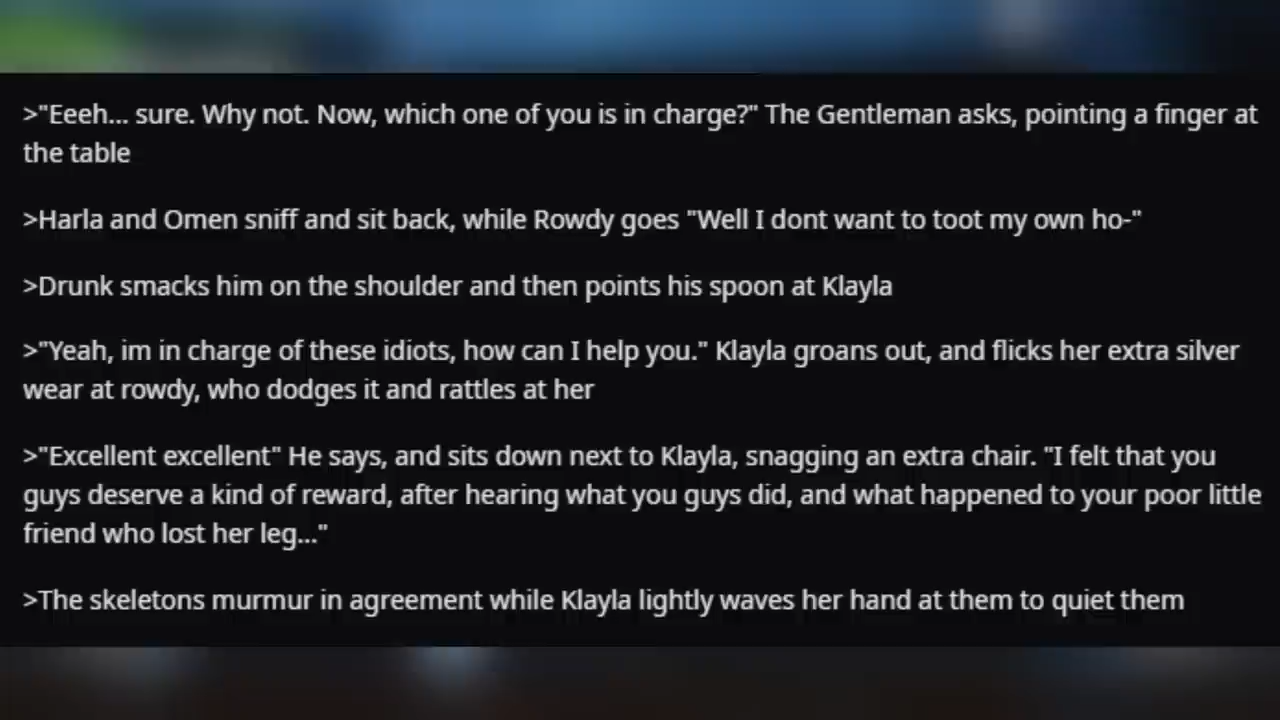 >"Eeeh... sure. Why not. Now, which one of you is in charge?" The Gentleman asks, pointing a finger at
the table
>Harla and Omen sniff and sit back, while Rowdy goes "Well I dont want to toot my own ho-"
>Drunk smacks him on the shoulder and then points his spoon at Klayla
>"Yeah, im in charge of these idiots, how can I help you." Klayla groans out, and flicks her extra silver
wear at rowdy, who dodges it and rattles at her
>"Excellent excellent" He says, and sits down next to Klayla, snagging an extra chair. "I felt that you
guys deserve a kind of reward, after hearing what you guys did, and what happened to your poor little
friend who lost her leg..."
>The skeletons murmur in agreement while Klayla lightly waves her hand at them to quiet them